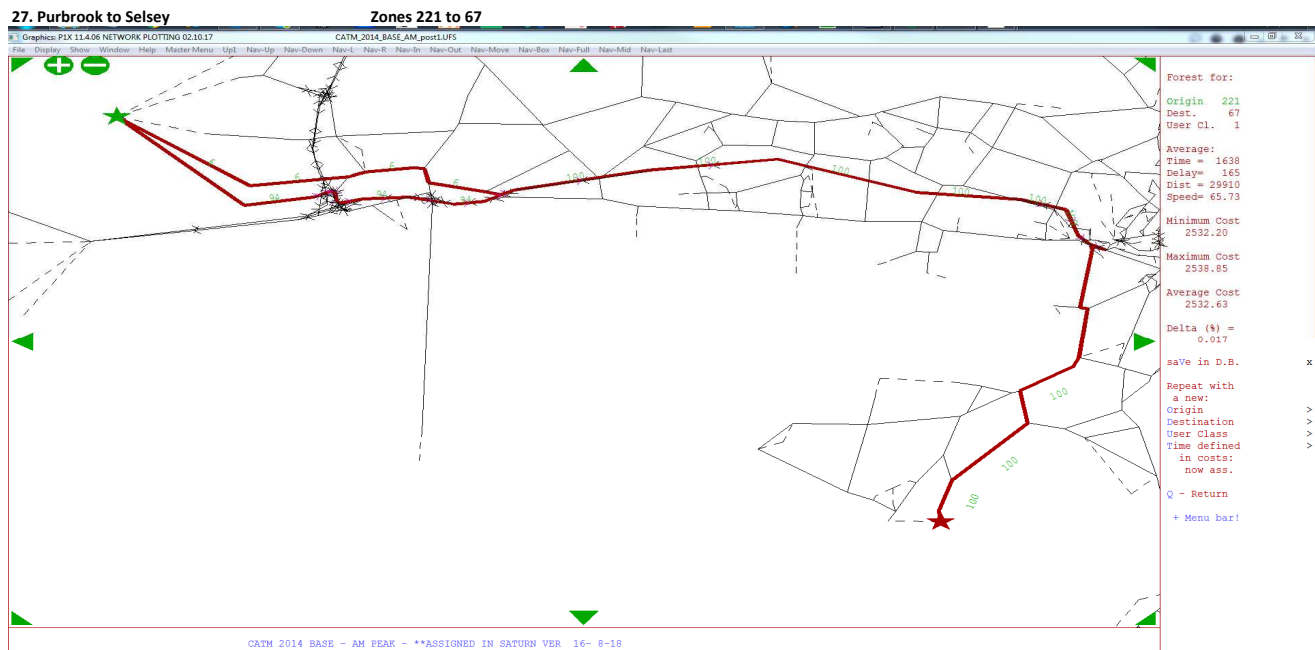 27. Purbrook to Selsey Zones 221 to 67
Graphics: P1X 11.4.06 NETWORK PLOTTING 02.10.17 CATM_2014_BASE_AM_post1.UFS
File Display Show Window Help Master Menu Up1 Nav-Up Nav-Down Nav-L Nav-R Nav-In Nav-Out Nav-Move Nav-Box Nav-Full Nav-Mid Nav-Last
Forest for:
Origin 221
Dest. 67
User Cl. 1
Average:
Time = 1638
Delay= 165
Dist = 29910
Speed= 65.73
Minimum Cost
2532.20
Maximum Cost
2538.85
Average Cost
2532.63
Delta (%) =
0.017
saVe in D.B. x
Repeat with
a new:
Origin >
Destination >
User Class >
Time defined >
in costs:
now ass.
Q - Return
+ Menu bar!
6
6
6
94
94
94
100
100
100
100
100
100
100
CATM 2014 BASE - AM PEAK - **ASSIGNED IN SATURN VER 16- 8-18